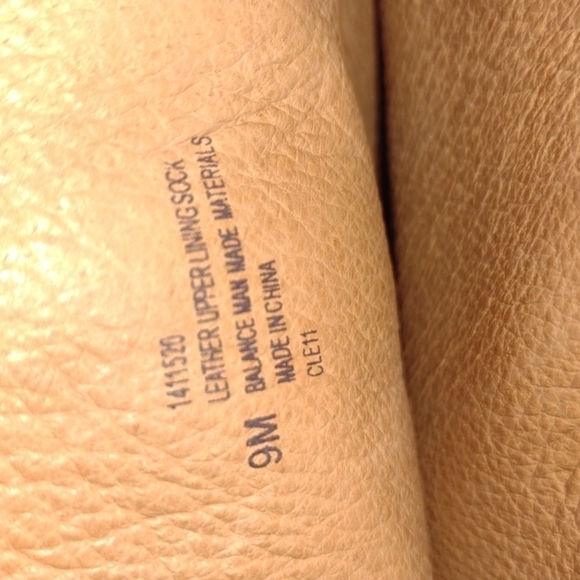 1411520
LEATHER UPPER LINING SOCK
BALANCE MAN MADE MATERIALS
MADE IN CHINA
9M
CLE11